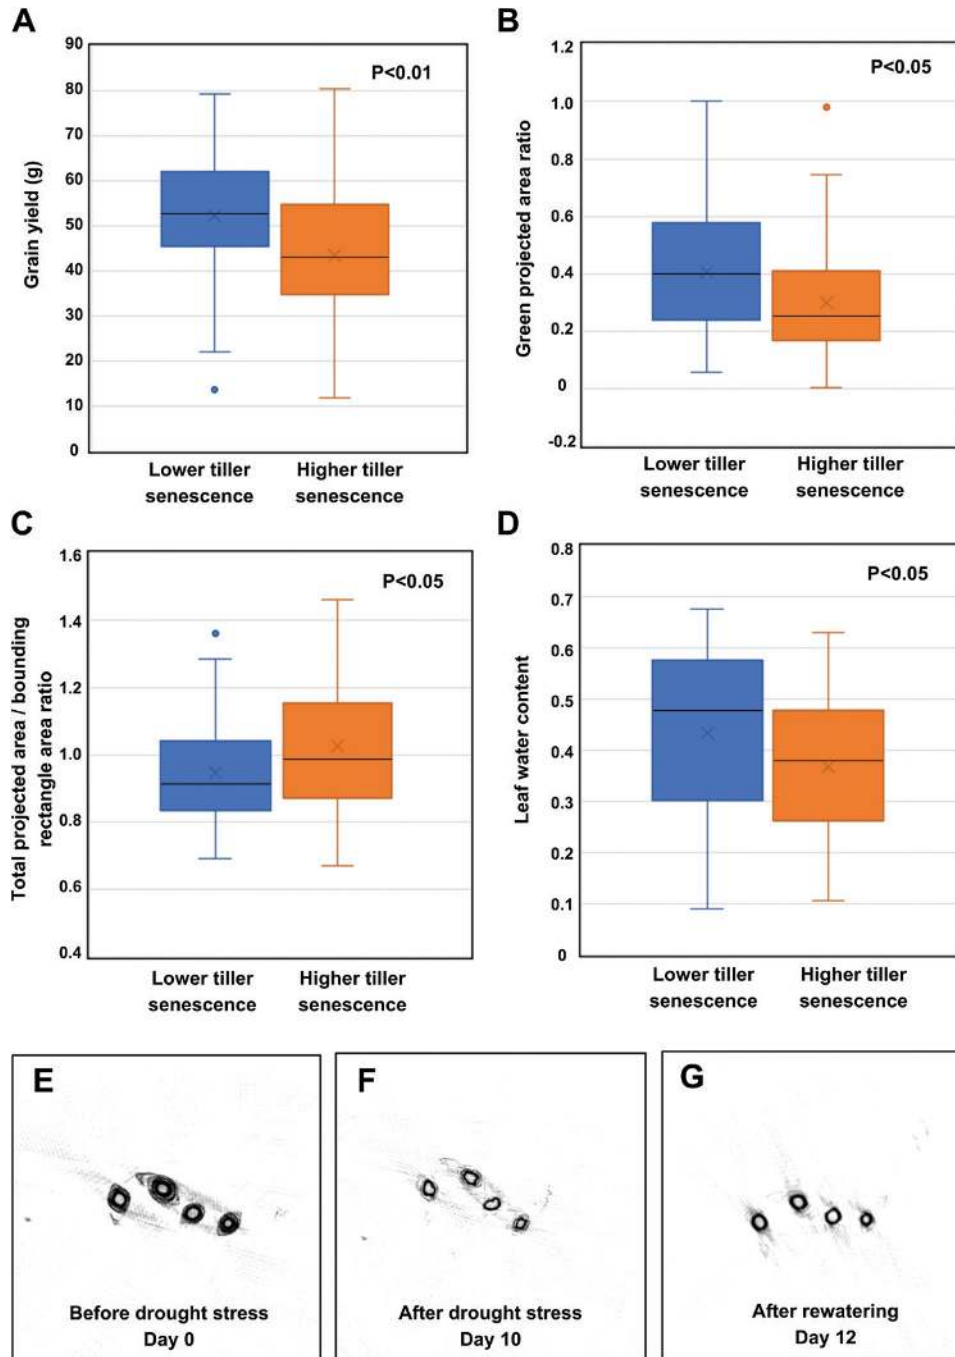 A
90
80
70
60
50
40
30
20
10
0
Grain yield (g)
P<0.01
Lower tiller
senescence
Higher tiller
senescence
B
1.2
1.0
0.8
0.6
0.4
0.2
0
-0.2
Green projected area ratio
P<0.05
Lower tiller
senescence
Higher tiller
senescence
C
1.6
1.4
1.2
1.0
0.8
0.6
0.4
Total projected area / bounding
rectangle area ratio
P<0.05
Lower tiller
senescence
Higher tiller
senescence
D
0.8
0.7
0.6
0.5
0.4
0.3
0.2
0.1
0
Leaf water content
P<0.05
Lower tiller
senescence
Higher tiller
senescence
E
Before drought stress
Day 0
F
After drought stress
Day 10
G
After rewatering
Day 12